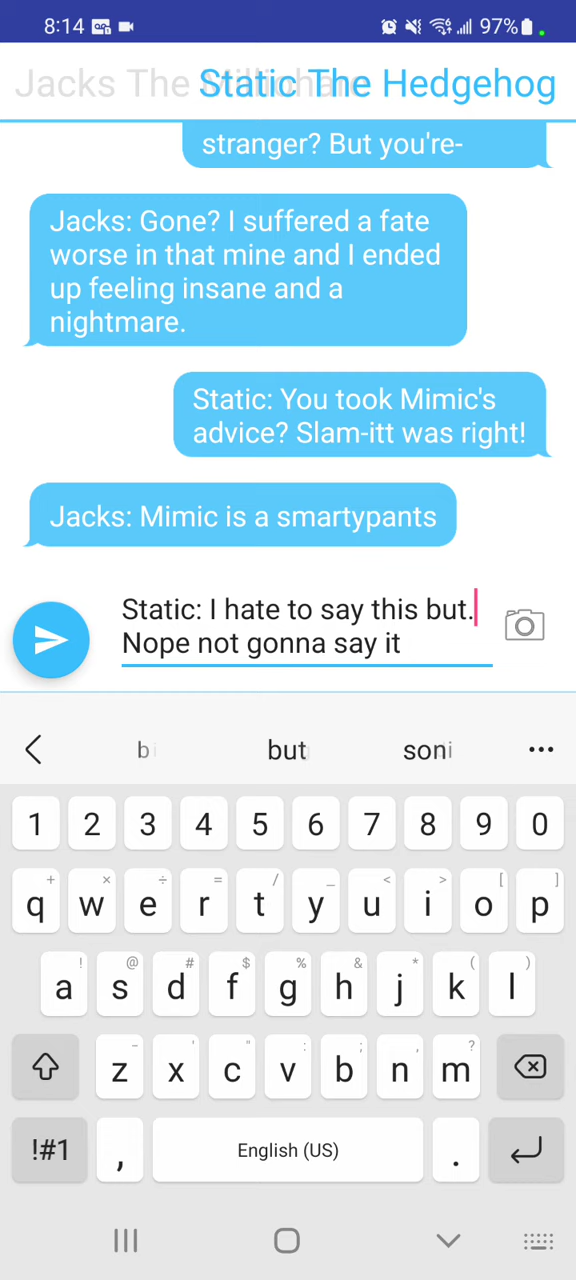 8:14
97%
Jacks The Static The Hedgehog
stranger? But you're-
Jacks: Gone? I suffered a fate
worse in that mine and I ended
up feeling insane and a
nightmare.
Static: You took Mimic's
advice? Slam-itt was right!
Jacks: Mimic is a smartypants
Static: I hate to say this but.
Nope not gonna say it
but soni
1 2 3 4 5 6 7 8 9 0
+ × ÷ = / _ < > [ ]
q w e r t y u i o p
! @ # $ % & * ( )
a s d f g h j k l
- ' " : ; , ?
z x c v b n m
!#1 , English (US) .